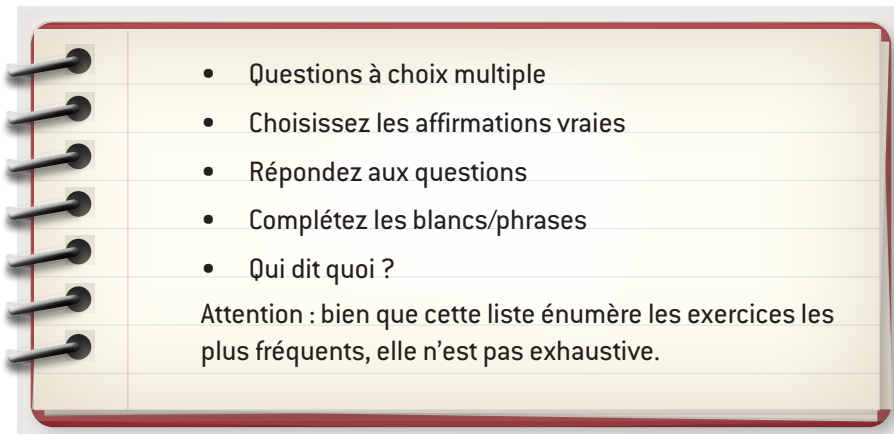 • Questions à choix multiple
• Choisissez les affirmations vraies
• Répondez aux questions
• Complétez les blancs/phrases
• Qui dit quoi ?
Attention : bien que cette liste énumère les exercices les
plus fréquents, elle n’est pas exhaustive.